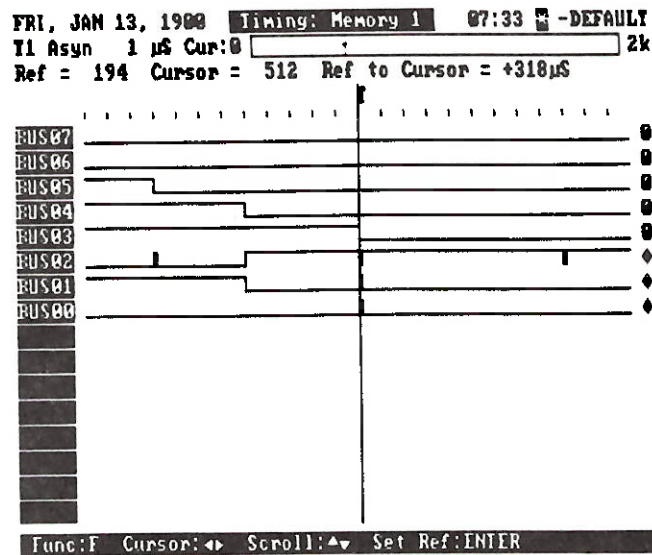 FRI, JAN 13, 1900 Timing: Memory 1 07:33 * -DEFAULT
T1 Asyn 1 µS Cur:0 2k
Ref = 194 Cursor = 512 Ref to Cursor = +318µS
BUS07 0
BUS06 0
BUS05 0
BUS04 0
BUS03 0
BUS02
BUS01
BUS00
Func:F Cursor:◄► Scroll:▲▼ Set Ref:ENTER